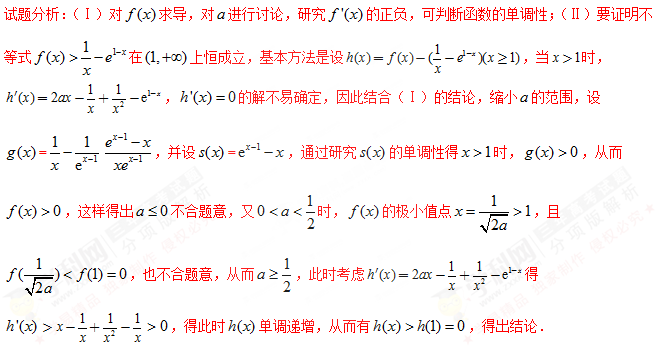 试题分析：（Ⅰ）对 f(x) 求导，对 a 进行讨论，研究 f'(x) 的正负，可判断函数的单调性；（Ⅱ）要证明不
等式 f(x) > 1/x − e^{1−x} 在 (1,+∞) 上恒成立，基本方法是设 h(x) = f(x) − (1/x − e^{1−x})(x ≥ 1)，当 x > 1 时，
h'(x) = 2ax − 1/x + 1/x² − e^{1−x}，h'(x) = 0 的解不易确定，因此结合（Ⅰ）的结论，缩小 a 的范围，设
g(x) = 1/x − 1/e^{x−1} (e^{x−1} − x)/(xe^{x−1})，并设 s(x) = e^{x−1} − x，通过研究 s(x) 的单调性得 x > 1 时，g(x) > 0，从而
f(x) > 0，这样得出 a ≤ 0 不合题意，又 0 < a < 1/2 时，f(x) 的极小值点 x = 1/√(2a) > 1，且
f(1/√(2a)) < f(1) = 0，也不合题意，从而 a ≥ 1/2，此时考虑 h'(x) = 2ax − 1/x + 1/x² − e^{1−x} 得
h'(x) > x − 1/x + 1/x² − 1/x > 0，得此时 h(x) 单调递增，从而有 h(x) > h(1) = 0，得出结论．